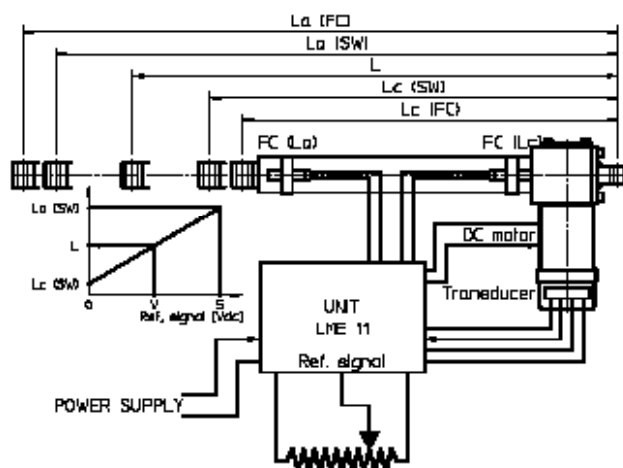 La (FC)
La (SW)
L
Lc (SW)
Lc (FC)
FC (La)
FC (Lc)
La (SW)
L
Lc (SW)
0
V
5
Ref. signal [Vdc]
DC motor
Transducer
UNIT
LME 11
Ref. signal
POWER SUPPLY